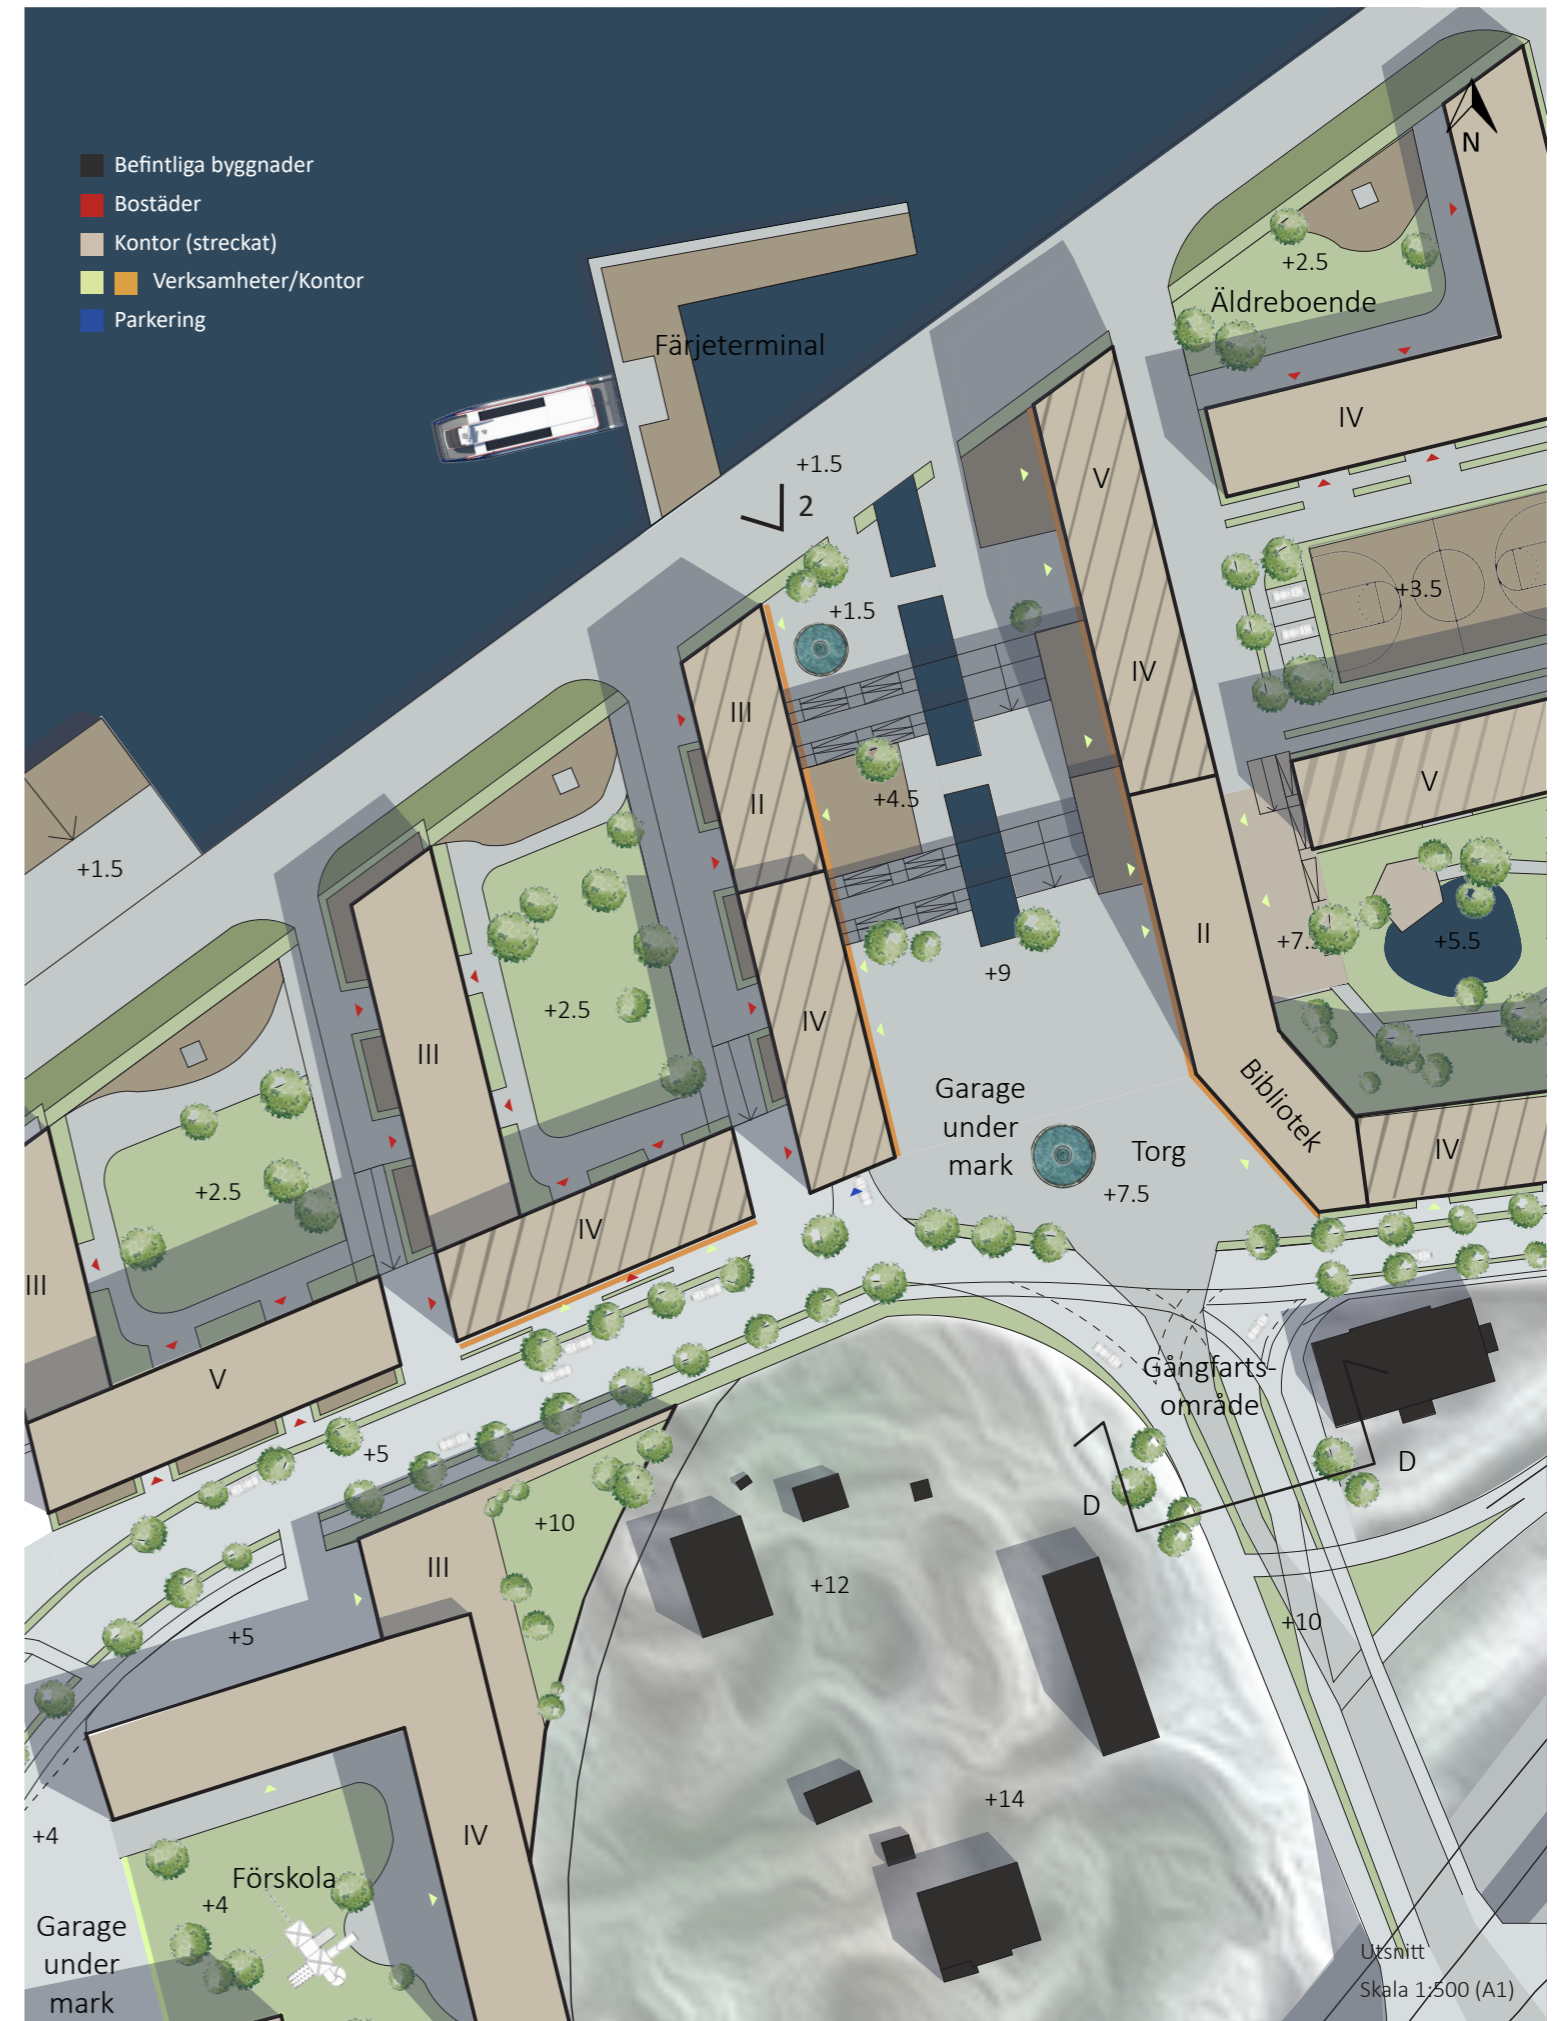 Befintliga byggnader
Bostäder
Kontor (streckat)
Verksamheter/Kontor
Parkering
N
+2.5
Äldreboende
Färjeterminal
IV
+1.5
V
2
+3.5
+1.5
IV
III
V
II
+4.5
+1.5
II
+7.
+5.5
+9
+2.5
IV
III
Garage
under
mark
Bibliotek
Torg
IV
+7.5
+2.5
IV
III
V
Gångfarts-
område
+5
D
D
+10
III
+12
+10
+5
+14
IV
+4
Förskola
+4
Garage
under
mark
Utsnitt
Skala 1:500 (A1)